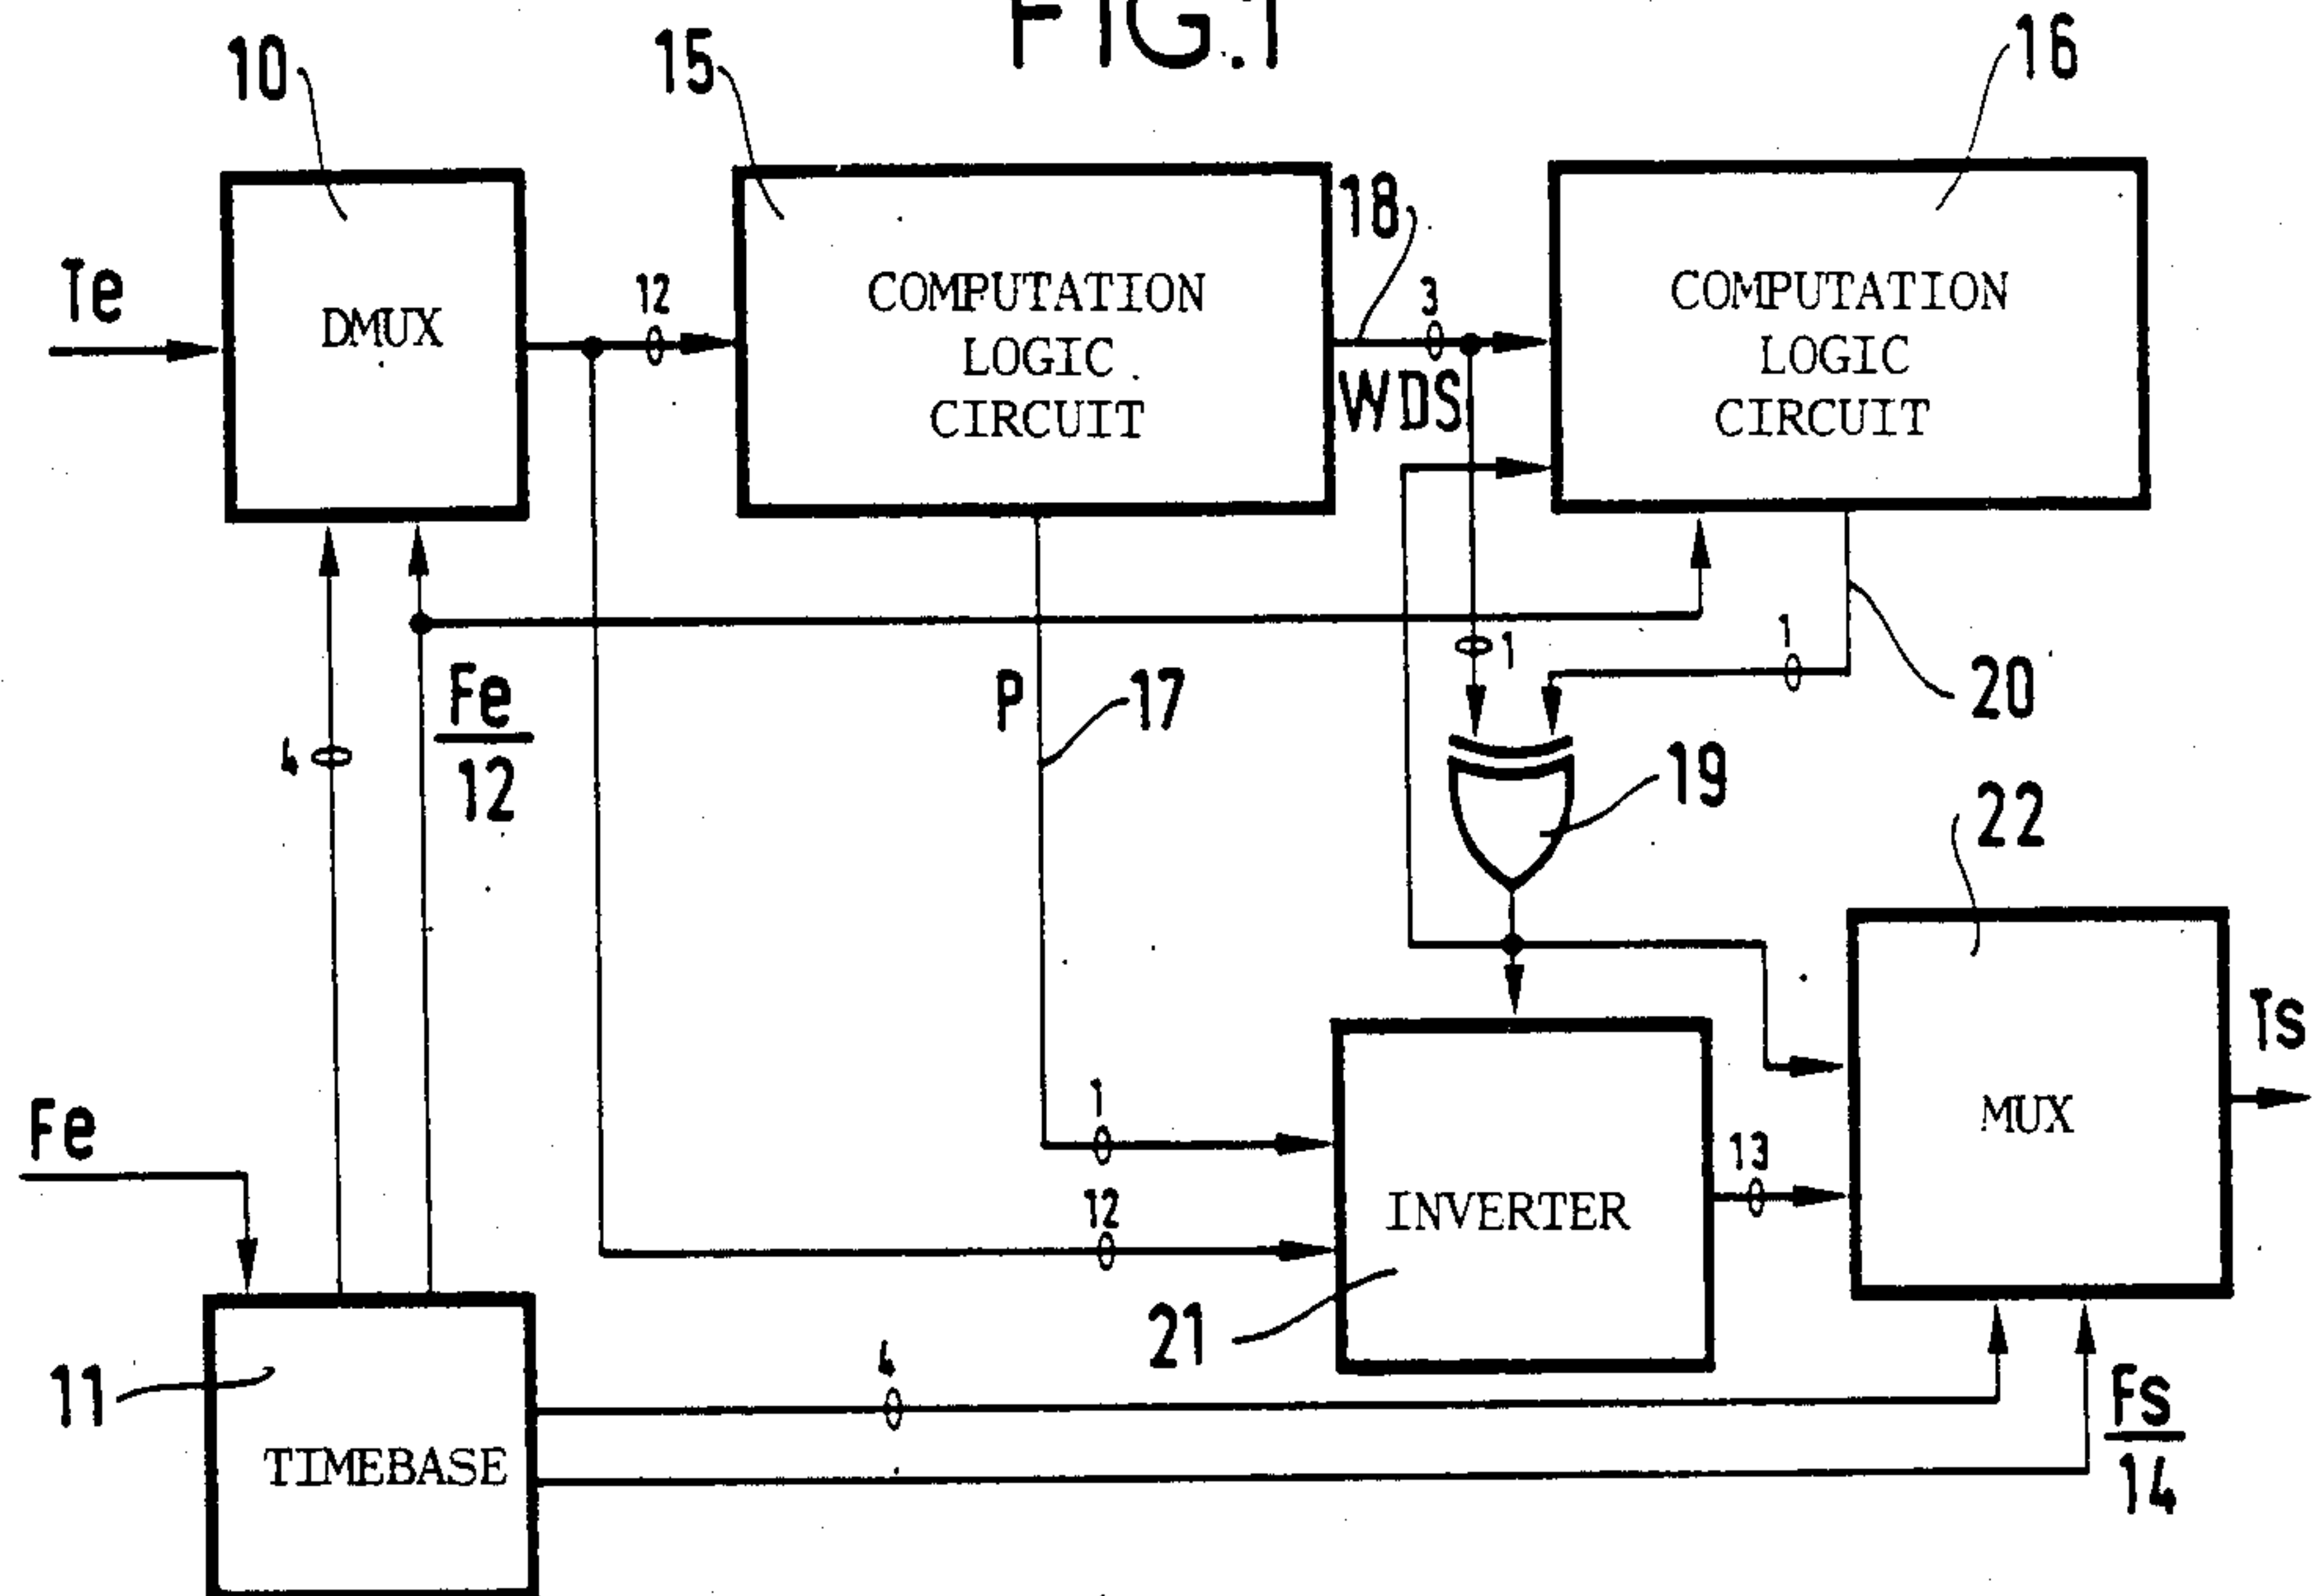 FIG.1
10
15
16
18
Te
12
3
DMUX
COMPUTATION
LOGIC
CIRCUIT
WDS
COMPUTATION
LOGIC
CIRCUIT
1
1
20
Fe
12
P
17
4
19
22
Fe
1
12
13
Ts
MUX
INVERTER
21
11
4
TIMEBASE
Fs
14